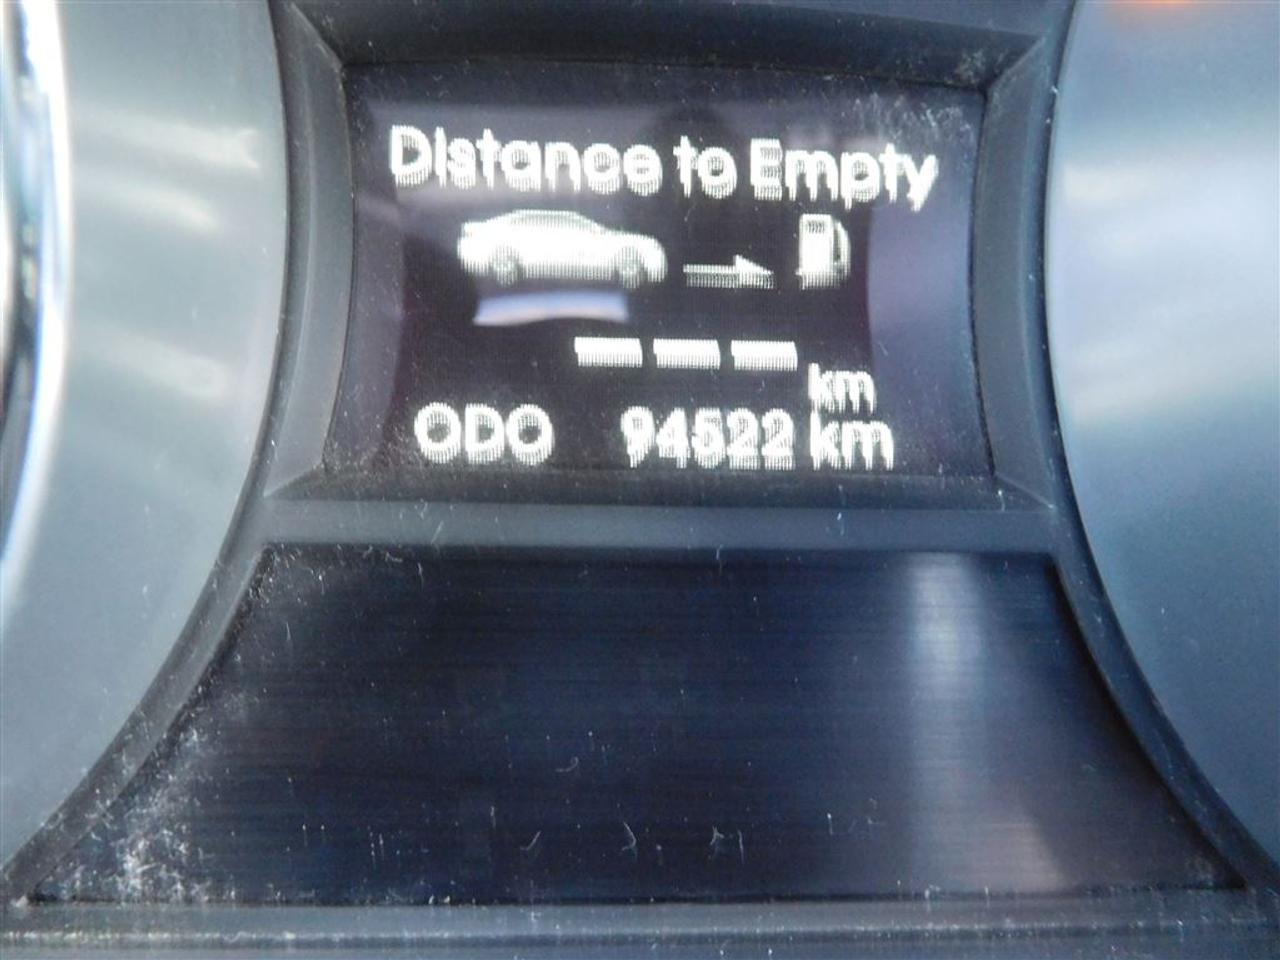 Distance to Empty
--- km
ODO 94522 km